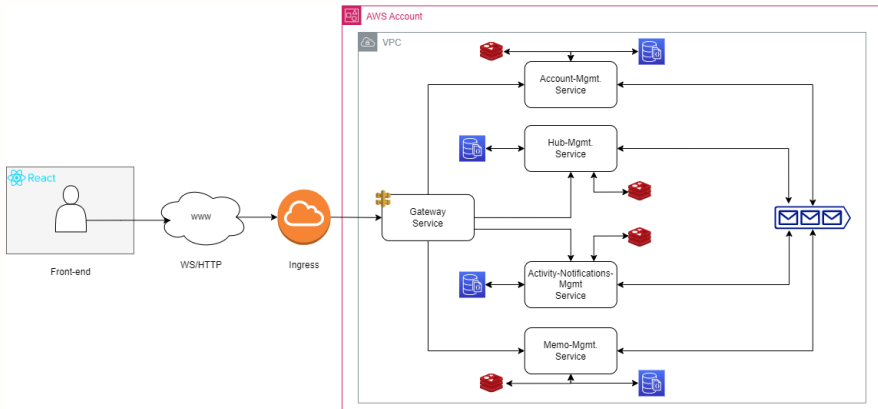 AWS Account
VPC
Account-Mgmt.
Service
Hub-Mgmt.
Service
React
www
Gateway
Service
Front-end
WS/HTTP
Ingress
Activity-Notifications-
Mgmt
Service
Memo-Mgmt.
Service